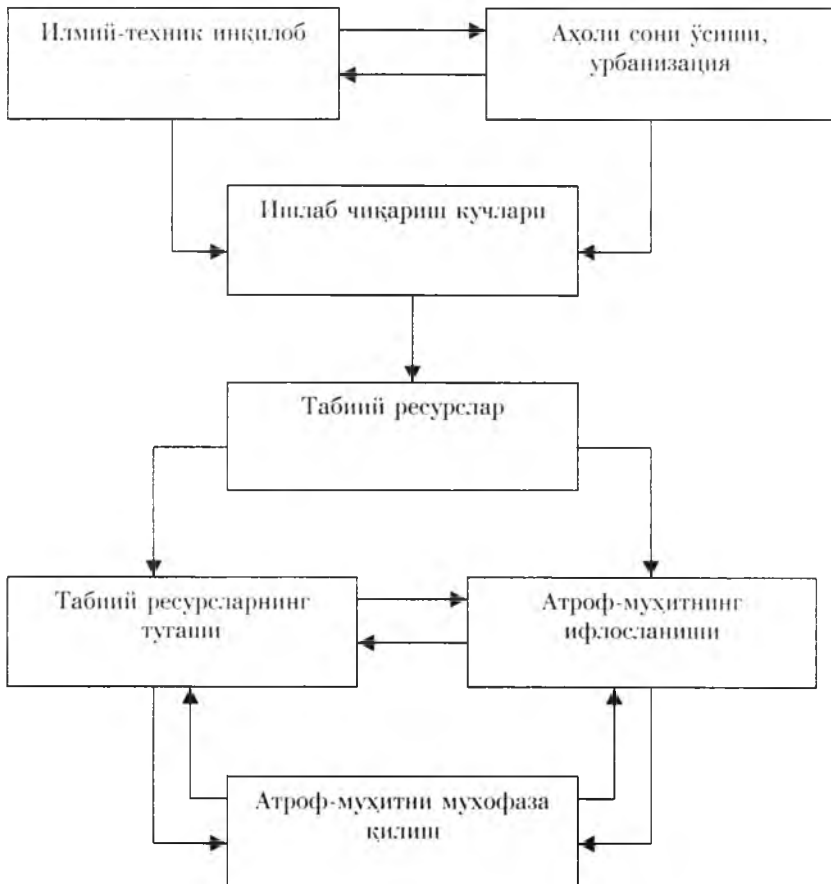 Илмий-техник инқилоб
Аҳоли сони ўсиши,
урбанизация
Ишлаб чиқариш кучлари
Табиий ресурслар
Табиий ресурсларнинг
тугаши
Атроф-муҳитнинг
ифлосланиши
Атроф-муҳитни мухофаза
қилиш